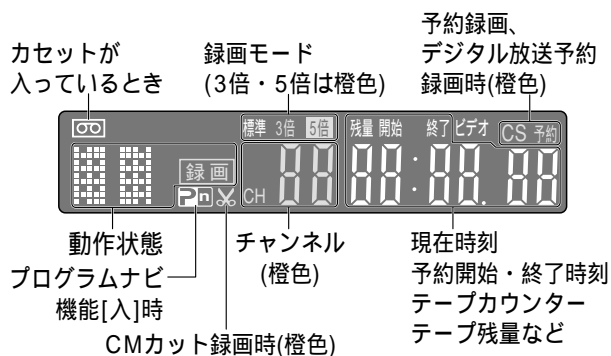 カセットが
入っているとき
録画モード
(3倍・5倍は橙色)
予約録画、
デジタル放送予約
録画時(橙色)
標準 3倍 5倍
残量 開始 終了 ビデオ
CS 予約
録画
Pn
CH 88
88:88. 88
動作状態
プログラムナビ
機能[入]時
CMカット録画時(橙色)
チャンネル
(橙色)
現在時刻
予約開始・終了時刻
テープカウンター
テープ残量など